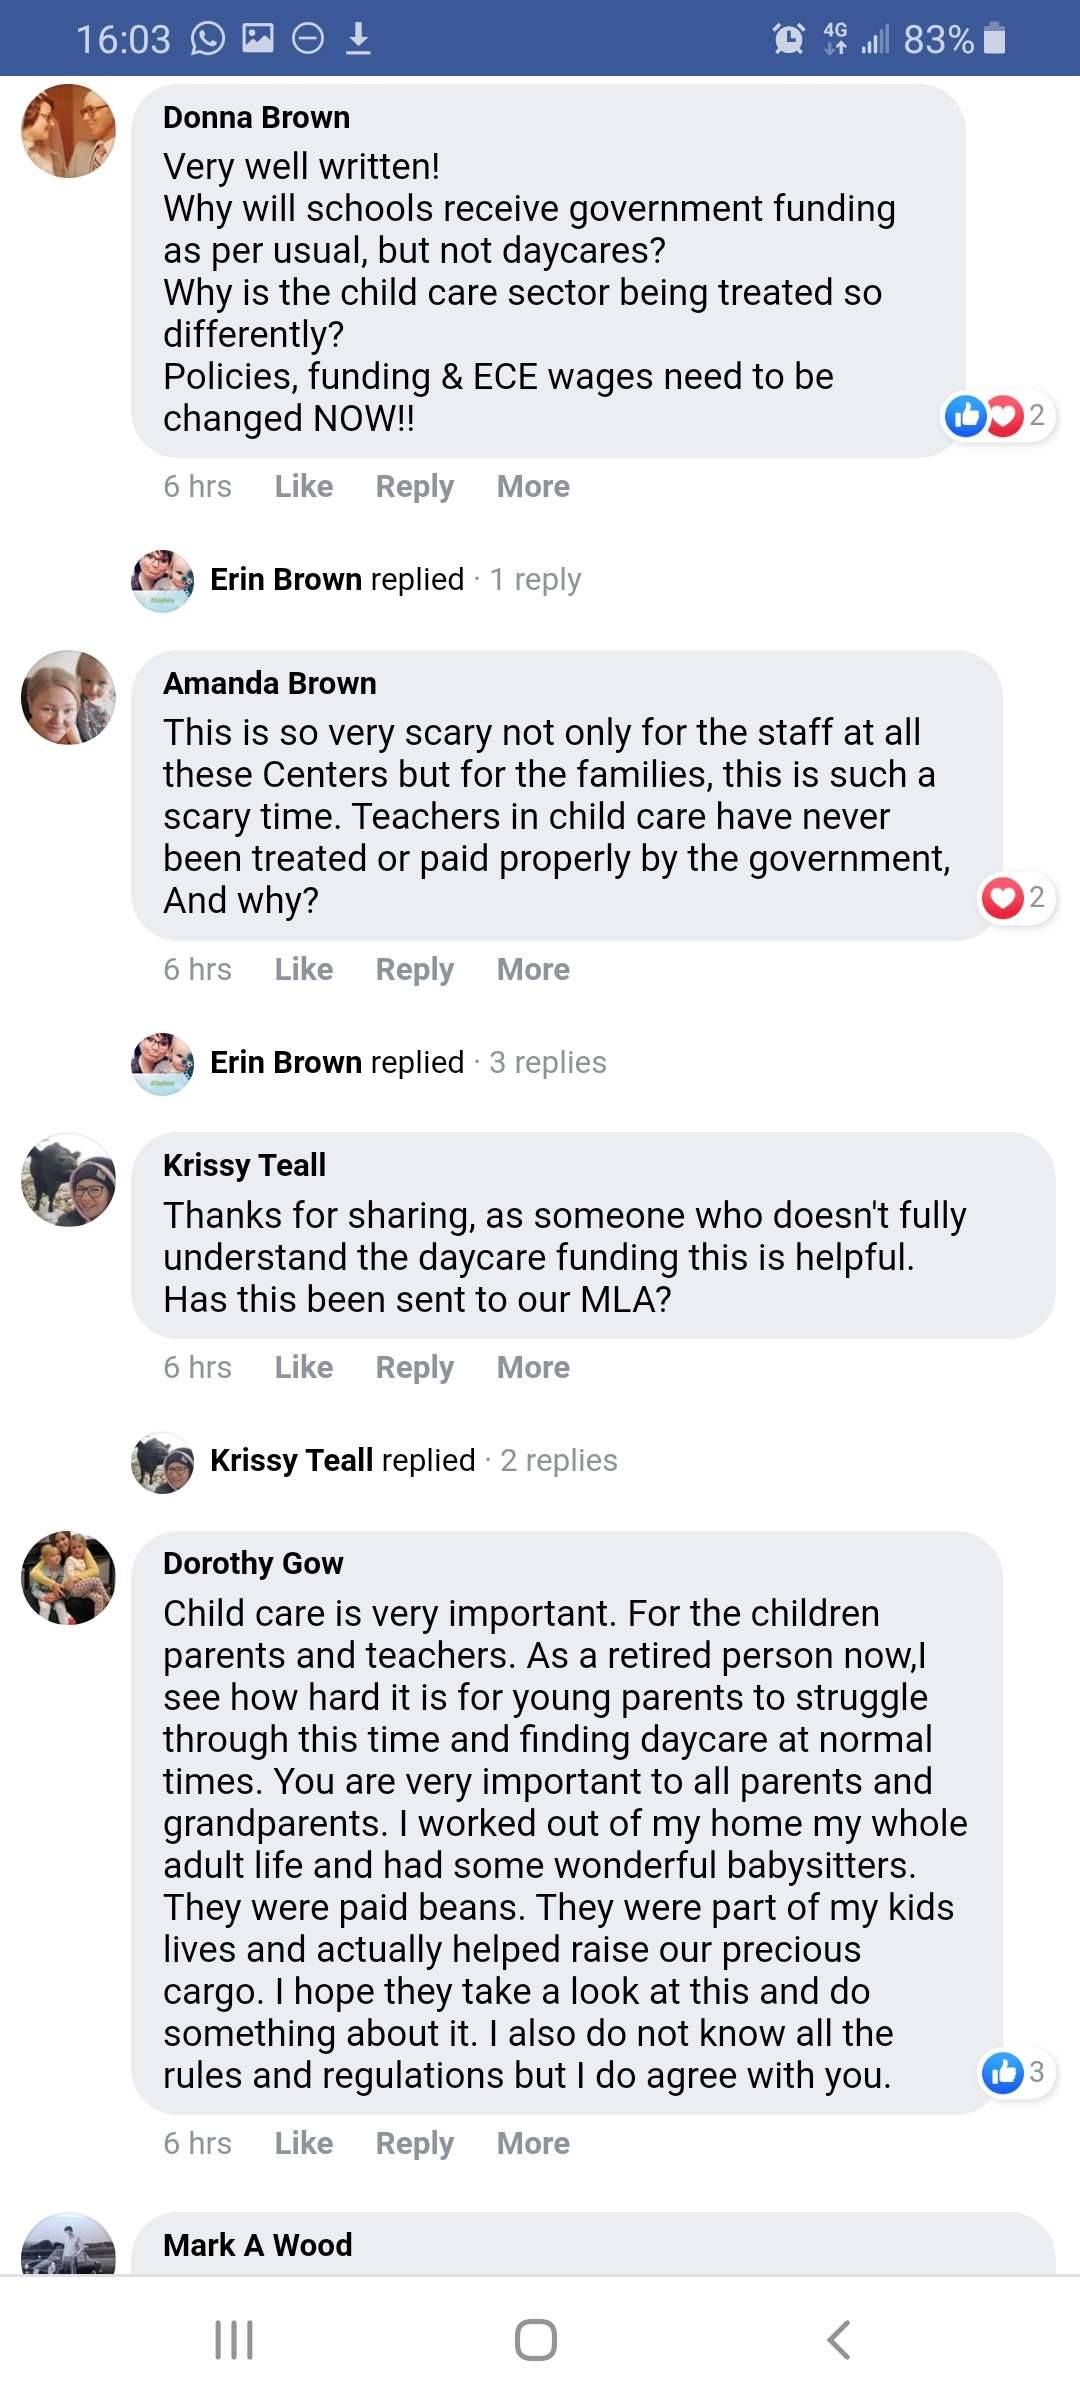 16:03 4G 83%
Donna Brown
Very well written!
Why will schools receive government funding
as per usual, but not daycares?
Why is the child care sector being treated so
differently?
Policies, funding & ECE wages need to be
changed NOW!!
2
6 hrs Like Reply More
Erin Brown replied · 1 reply
Amanda Brown
This is so very scary not only for the staff at all
these Centers but for the families, this is such a
scary time. Teachers in child care have never
been treated or paid properly by the government,
And why?
2
6 hrs Like Reply More
Erin Brown replied · 3 replies
Krissy Teall
Thanks for sharing, as someone who doesn't fully
understand the daycare funding this is helpful.
Has this been sent to our MLA?
6 hrs Like Reply More
Krissy Teall replied · 2 replies
Dorothy Gow
Child care is very important. For the children
parents and teachers. As a retired person now,I
see how hard it is for young parents to struggle
through this time and finding daycare at normal
times. You are very important to all parents and
grandparents. I worked out of my home my whole
adult life and had some wonderful babysitters.
They were paid beans. They were part of my kids
lives and actually helped raise our precious
cargo. I hope they take a look at this and do
something about it. I also do not know all the
rules and regulations but I do agree with you.
3
6 hrs Like Reply More
Mark A Wood